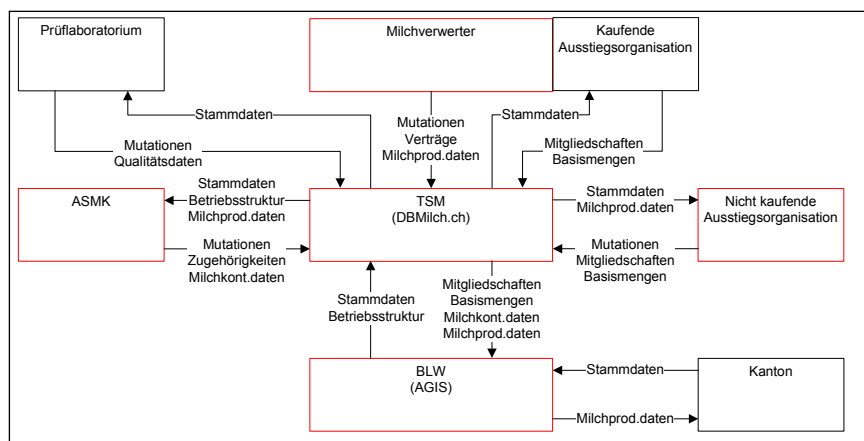 Prüflaboratorium
Milchverwerter
Kaufende
Ausstiegsorganisation
Stammdaten
Mutationen
Verträge
Milchprod.daten
Stammdaten
Mutationen
Qualitätsdaten
Mitgliedschaften
Basismengen
ASMK
Stammdaten
Betriebsstruktur
Milchprod.daten
TSM
(DBMilch.ch)
Stammdaten
Milchprod.daten
Nicht kaufende
Ausstiegsorganisation
Mutationen
Zugehörigkeiten
Milchkont.daten
Mutationen
Mitgliedschaften
Basismengen
Stammdaten
Betriebsstruktur
Mitgliedschaften
Basismengen
Milchkont.daten
Milchprod.daten
BLW
(AGIS)
Stammdaten
Kanton
Milchprod.daten